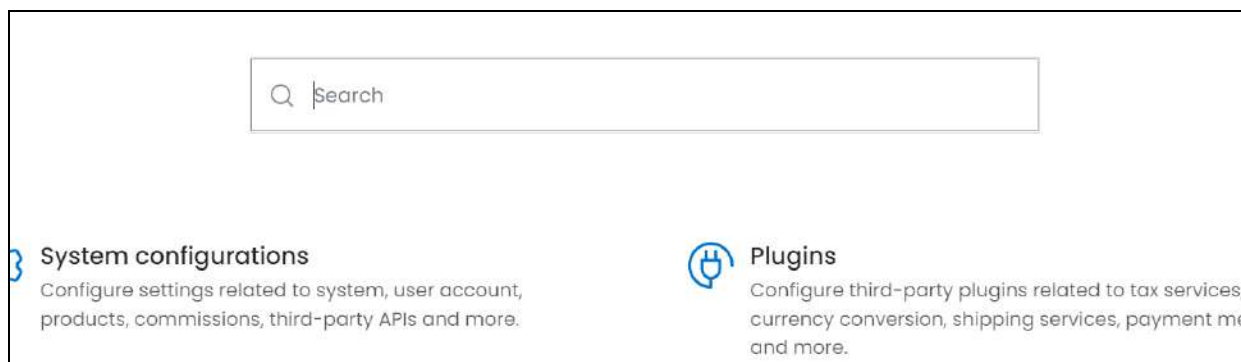 Search
System configurations
Configure settings related to system, user account,
products, commissions, third-party APIs and more.
Plugins
Configure third-party plugins related to tax services,
currency conversion, shipping services, payment
and more.